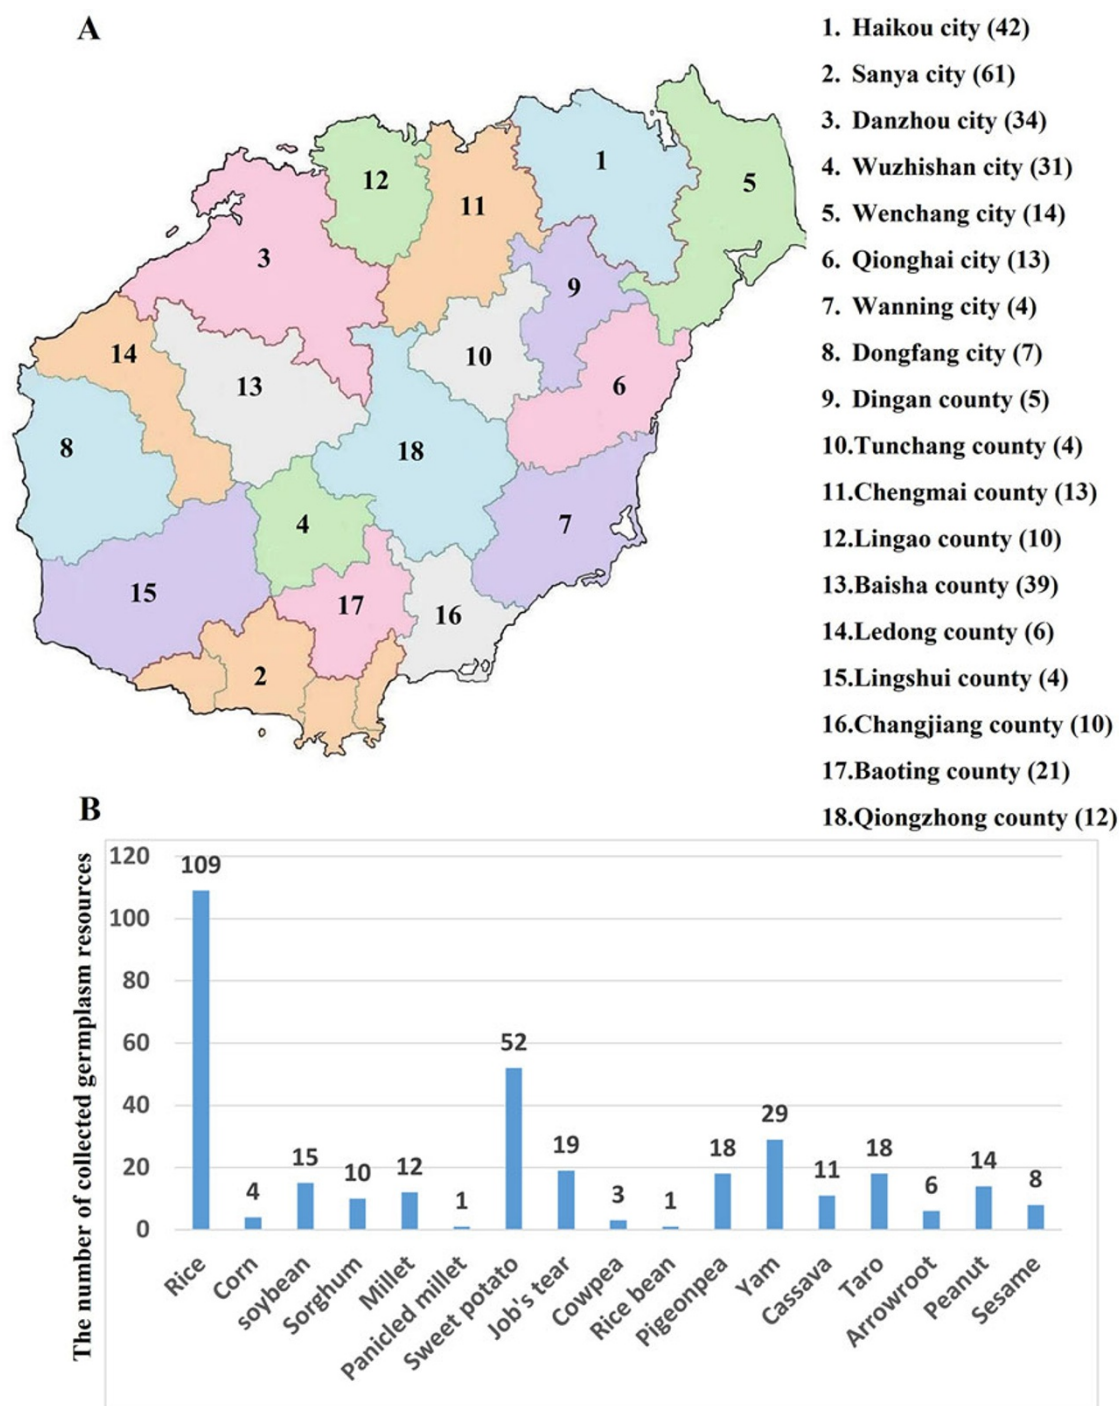 A
1. Haikou city (42)
2. Sanya city (61)
3. Danzhou city (34)
4. Wuzhishan city (31)
5. Wenchang city (14)
6. Qionghai city (13)
7. Wanning city (4)
8. Dongfang city (7)
9. Dingan county (5)
10.Tunchang county (4)
11.Chengmai county (13)
12.Lingao county (10)
13.Baisha county (39)
14.Ledong county (6)
15.Lingshui county (4)
16.Changjiang county (10)
17.Baoting county (21)
18.Qiongzhong county (12)
12
1
5
11
3
9
14
10
13
6
8
18
4
7
15
17
16
2
B
The number of collected germplasm resources
120
100
80
60
40
20
0
109
4
15
10
12
1
52
19
3
1
18
29
11
18
6
14
8
Rice
Corn
soybean
Sorghum
Millet
Panicled millet
Sweet potato
Job's tear
Cowpea
Rice bean
Pigeonpea
Yam
Cassava
Taro
Arrowroot
Peanut
Sesame